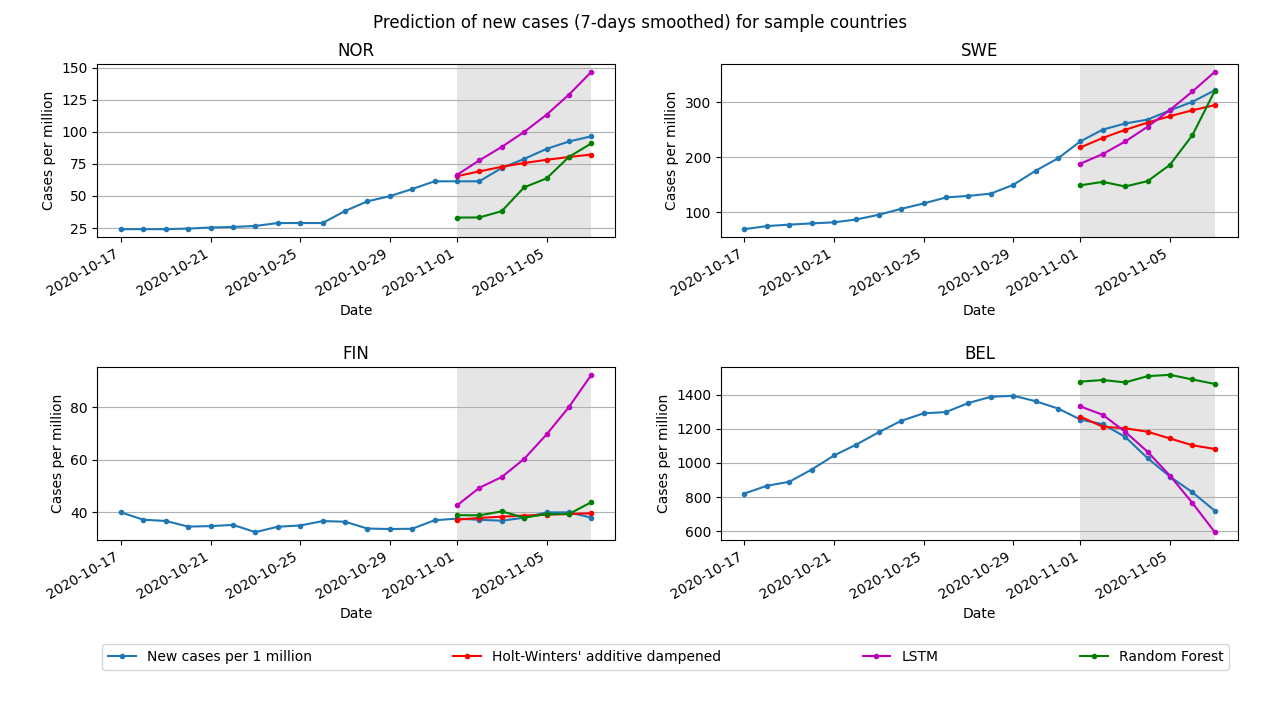 Prediction of new cases (7-days smoothed) for sample countries
NOR
Cases per million
150
125
100
75
50
25
2020-10-17
2020-10-21
2020-10-25
2020-10-29
2020-11-01
2020-11-05
Date
SWE
Cases per million
300
200
100
2020-10-17
2020-10-21
2020-10-25
2020-10-29
2020-11-01
2020-11-05
Date
FIN
Cases per million
80
60
40
2020-10-17
2020-10-21
2020-10-25
2020-10-29
2020-11-01
2020-11-05
Date
BEL
Cases per million
1400
1200
1000
800
600
2020-10-17
2020-10-21
2020-10-25
2020-10-29
2020-11-01
2020-11-05
Date
New cases per 1 million
Holt-Winters' additive dampened
LSTM
Random Forest